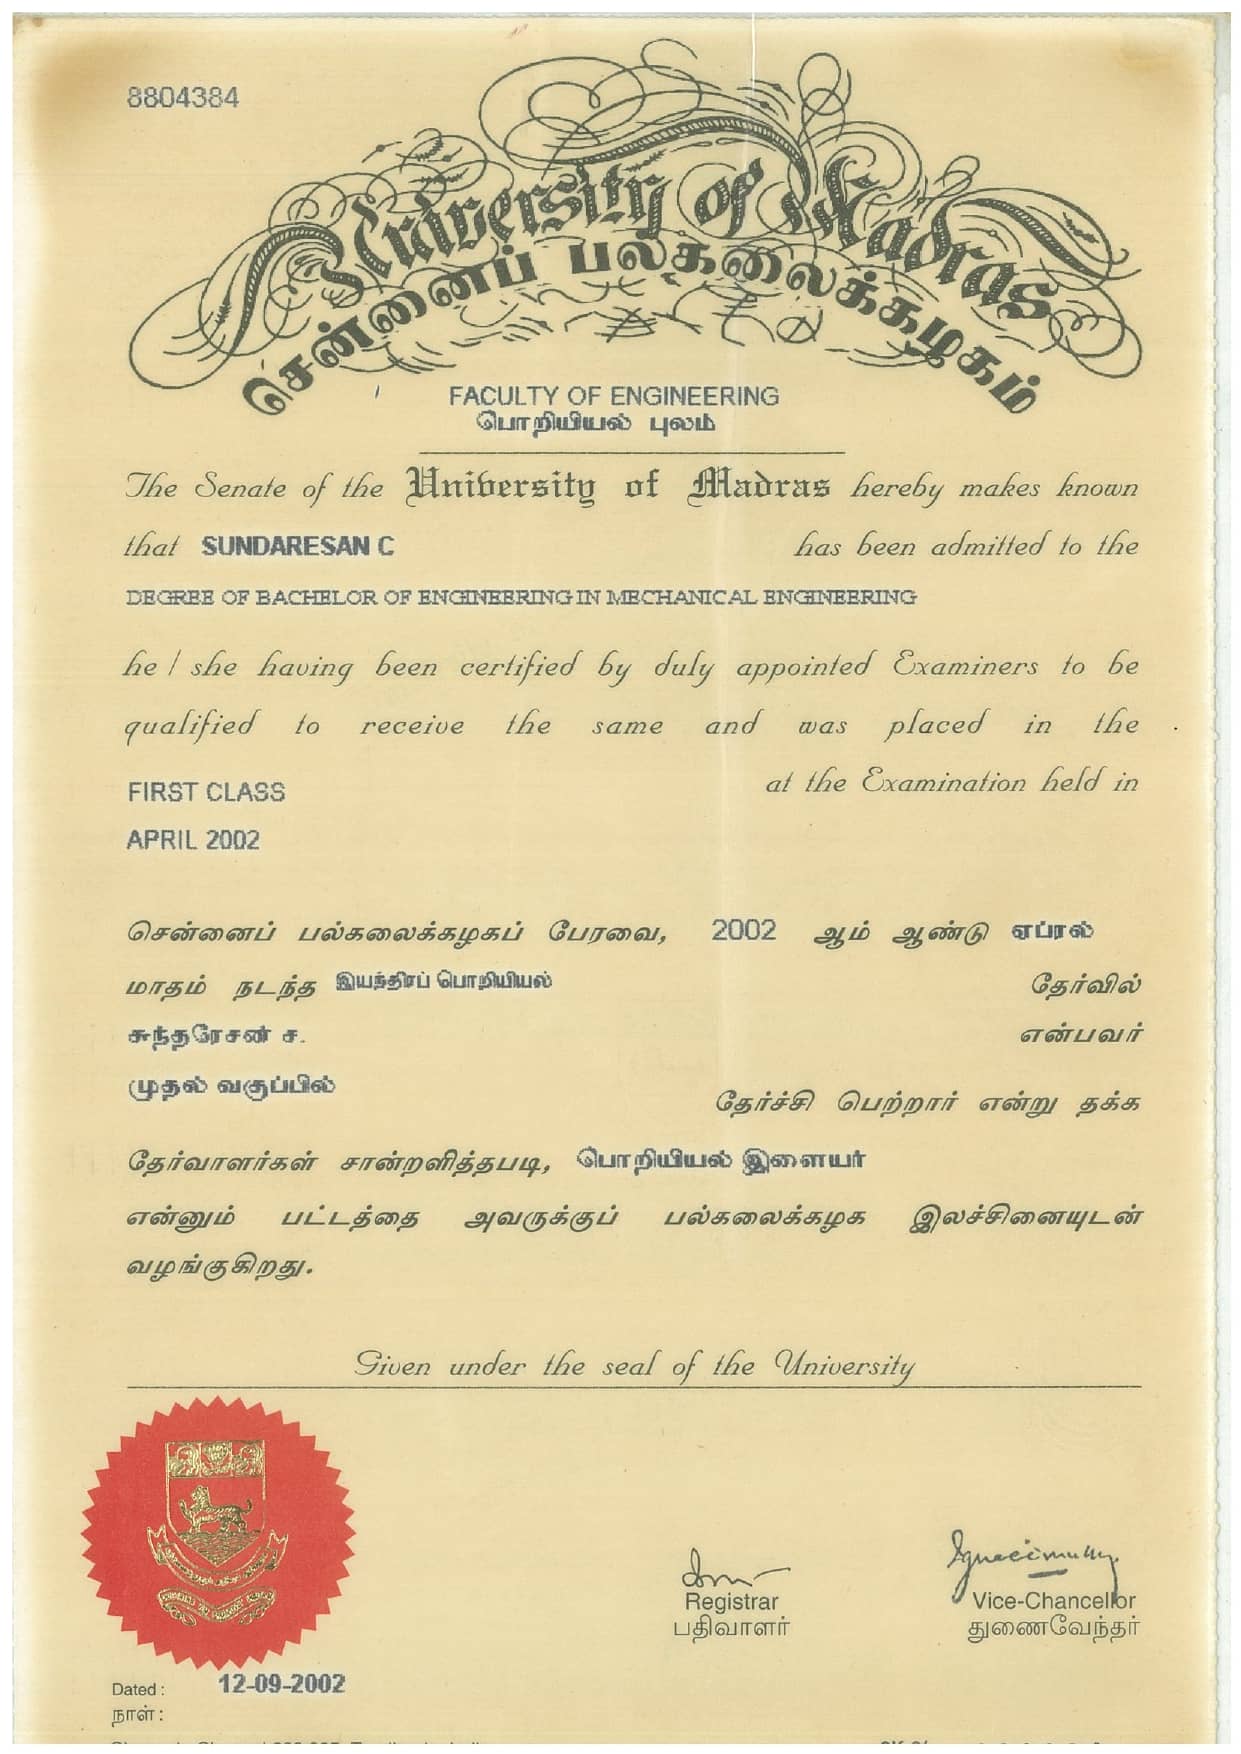 8804384
University of Madras
சென்னைப் பல்கலைக்கழகம்
FACULTY OF ENGINEERING
பொறியியல் புலம்
The Senate of the University of Madras hereby makes known
that SUNDARESAN C has been admitted to the
DEGREE OF BACHELOR OF ENGINEERING IN MECHANICAL ENGINEERING
he / she having been certified by duly appointed Examiners to be
qualified to receive the same and was placed in the
FIRST CLASS at the Examination held in
APRIL 2002
சென்னைப் பல்கலைக்கழகப் பேரவை, 2002 ஆம் ஆண்டு ஏப்ரல்
மாதம் நடந்த இயந்திரப் பொறியியல் தேர்வில்
சுந்தரேசன் ச. என்பவர்
முதல் வகுப்பில் தேர்ச்சி பெற்றார் என்று தக்க
தேர்வாளர்கள் சான்றளித்தபடி, பொறியியல் இளையர்
என்னும் பட்டத்தை அவருக்குப் பல்கலைக்கழக இலச்சினையுடன்
வழங்குகிறது.
Given under the seal of the University
Registrar Vice-Chancellor
பதிவாளர் துணைவேந்தர்
Dated : 12-09-2002
நாள் :